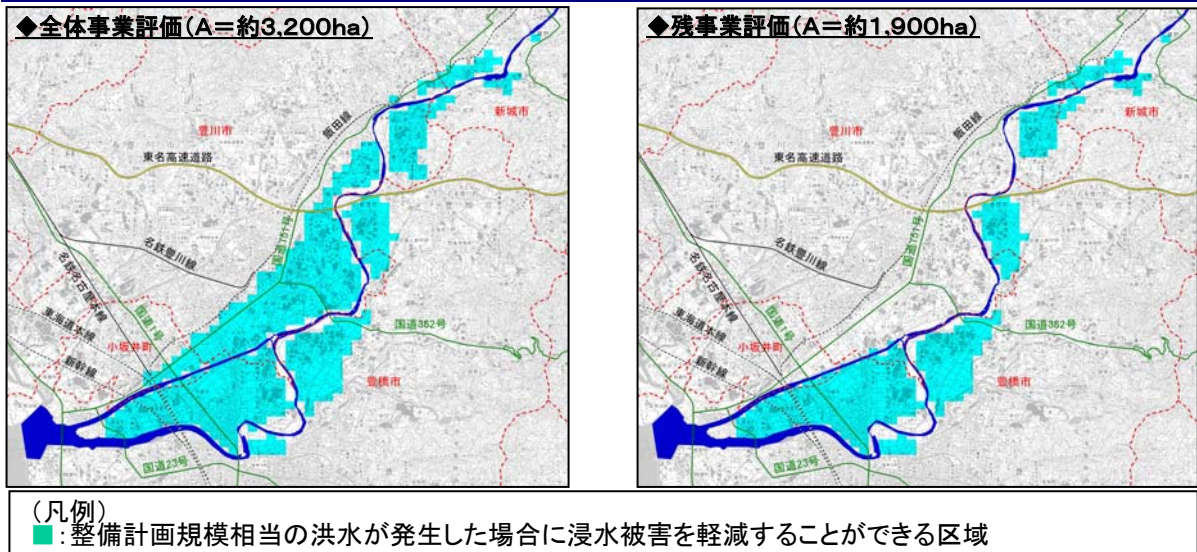 ◆全体事業評価(A=約3,200ha)
新城市
豊川市
飯田線
東名高速道路
国道151号
名鉄豊川線
名鉄名古屋本線
東海道本線
国道1号
国道362号
小坂井町
新幹線
豊橋市
国道23号
◆残事業評価(A=約1,900ha)
新城市
豊川市
飯田線
東名高速道路
国道151号
名鉄豊川線
名鉄名古屋本線
東海道本線
国道1号
国道362号
小坂井町
新幹線
豊橋市
国道23号
(凡例)
■:整備計画規模相当の洪水が発生した場合に浸水被害を軽減することができる区域